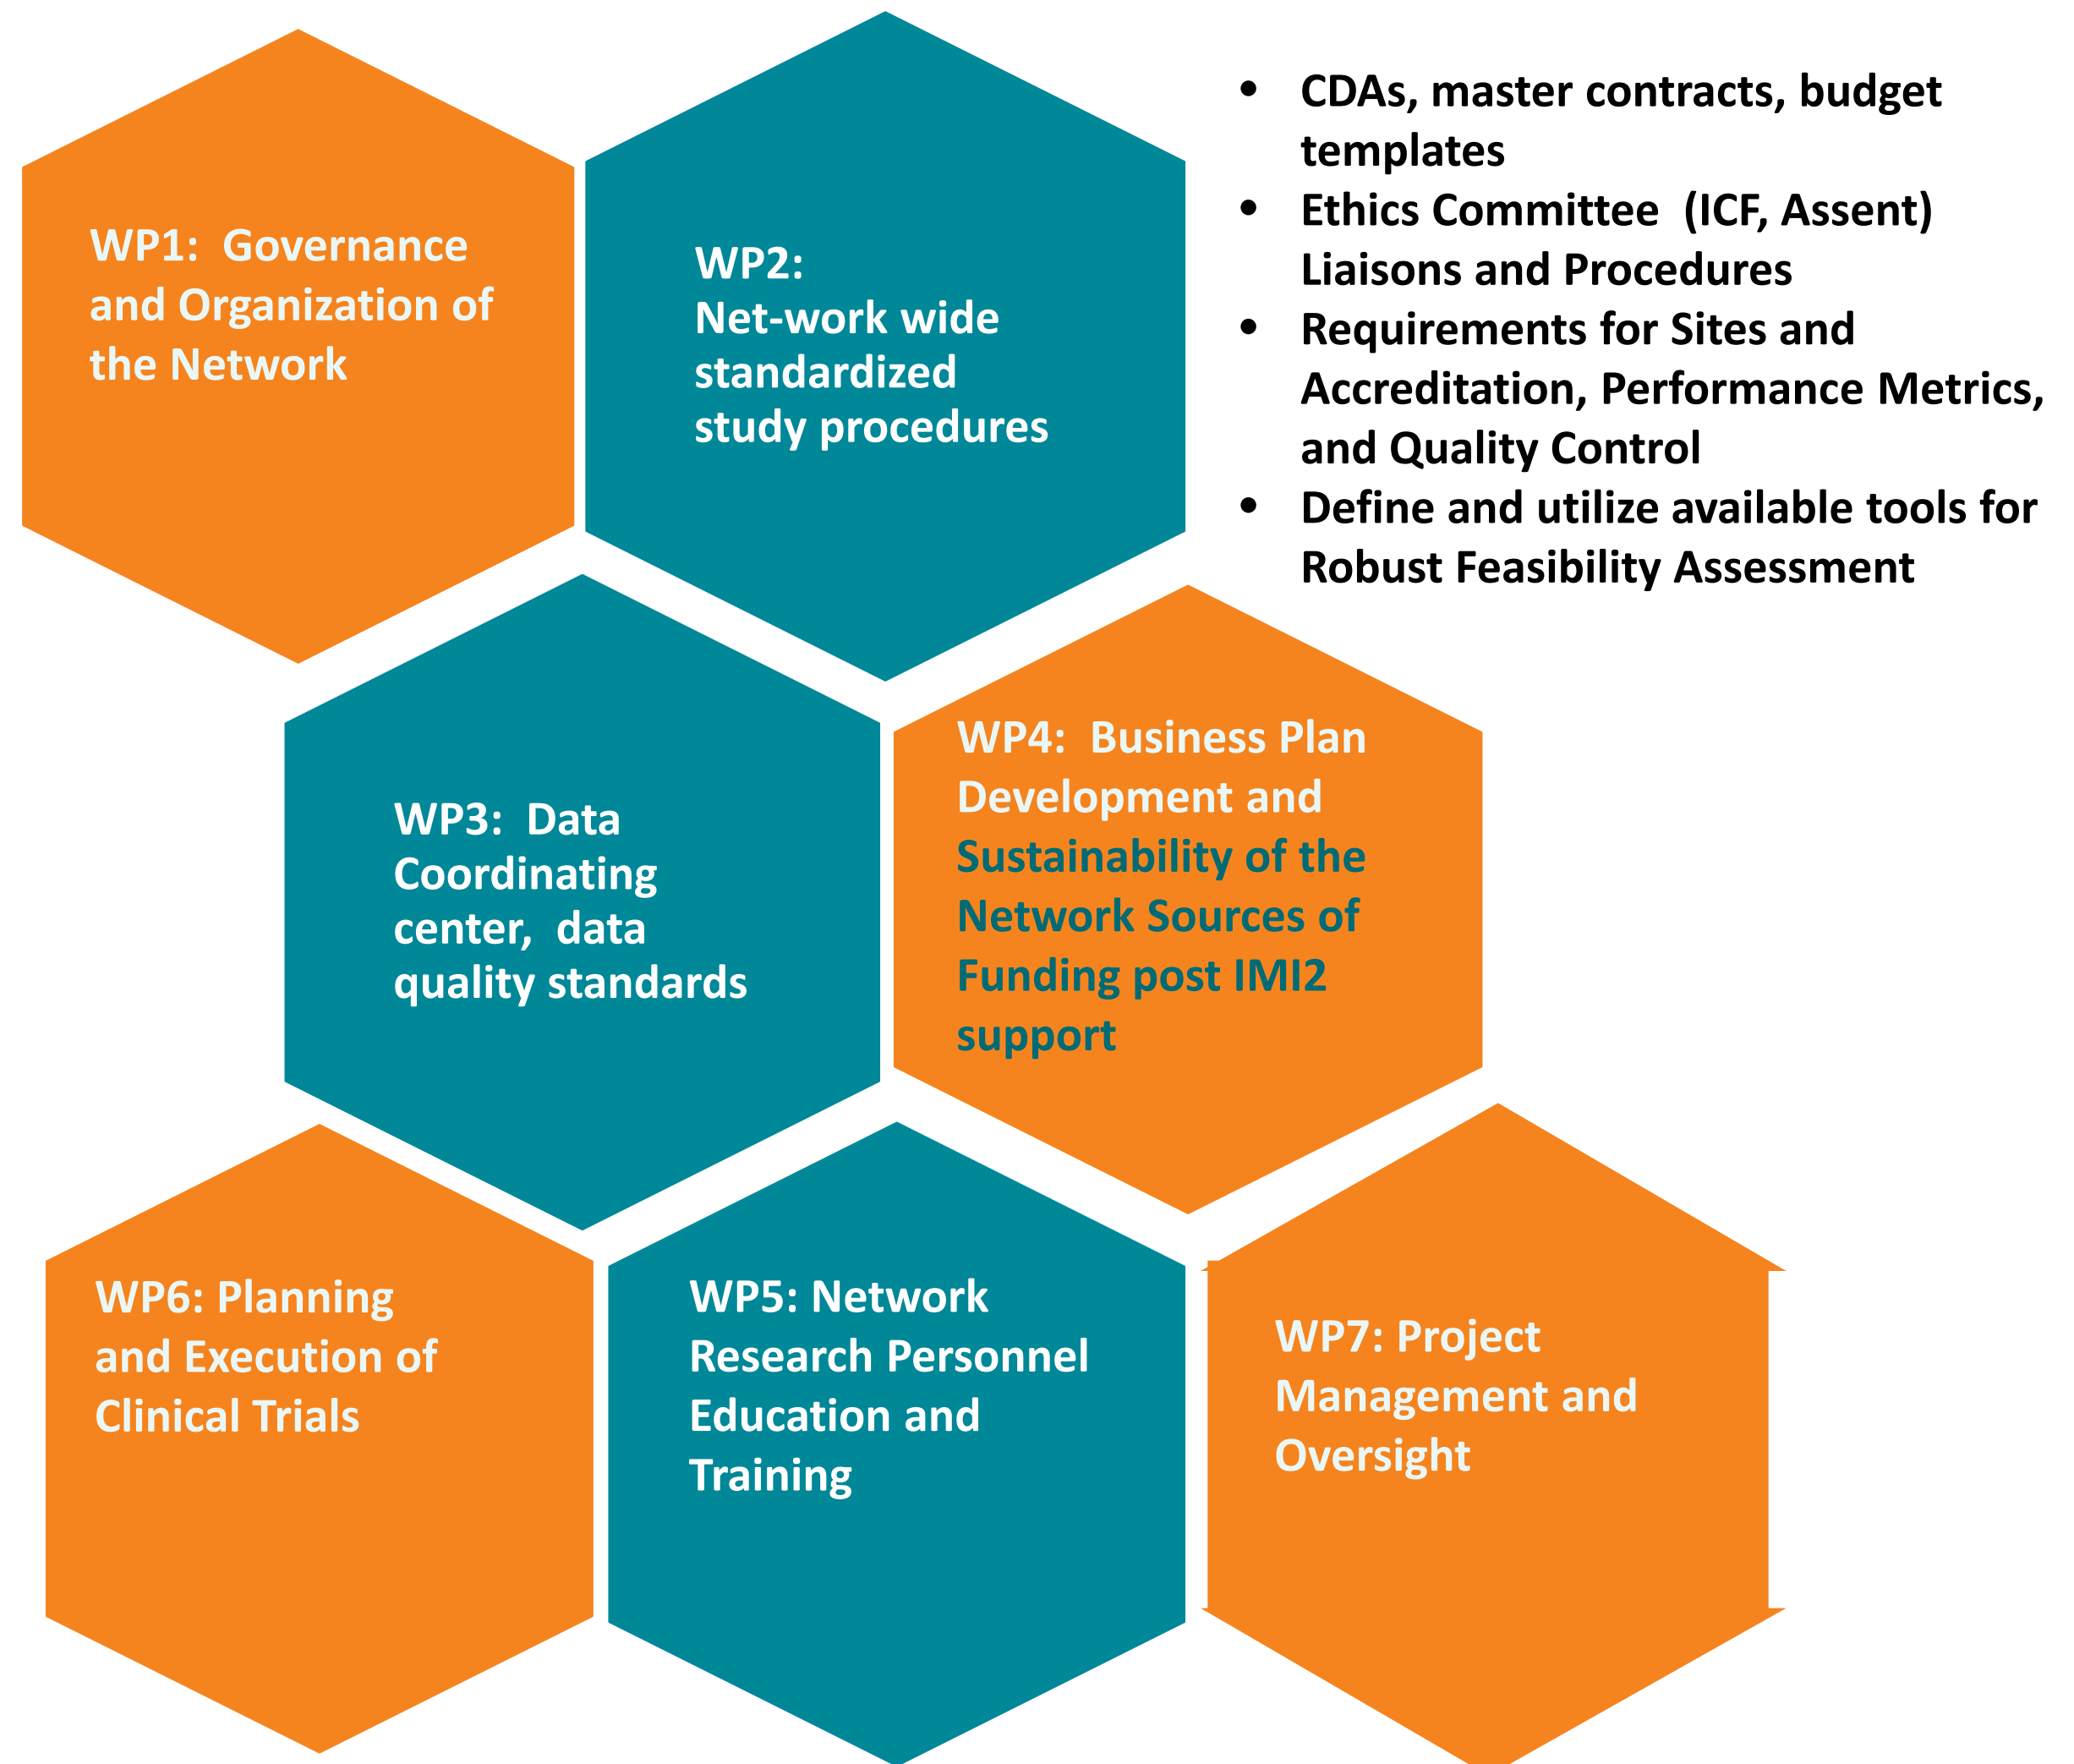 WP1:  Governance
and Organization of
the Network
WP2:
Net-work wide
standardized
study procedures
• CDAs, master contracts, budget
templates
• Ethics Committee  (ICF, Assent)
Liaisons and Procedures
• Requirements for Sites and
Accreditation, Performance Metrics,
and Quality Control
• Define and utilize available tools for
Robust Feasibility Assessment
WP3:  Data
Coordinating
center,  data
quality standards
WP4:  Business Plan
Development and
Sustainability of the
Network Sources of
Funding post IMI2
support
WP6: Planning
and Execution of
Clinical Trials
WP5: Network
Research Personnel
Education and
Training
WP7: Project
Management and
Oversight